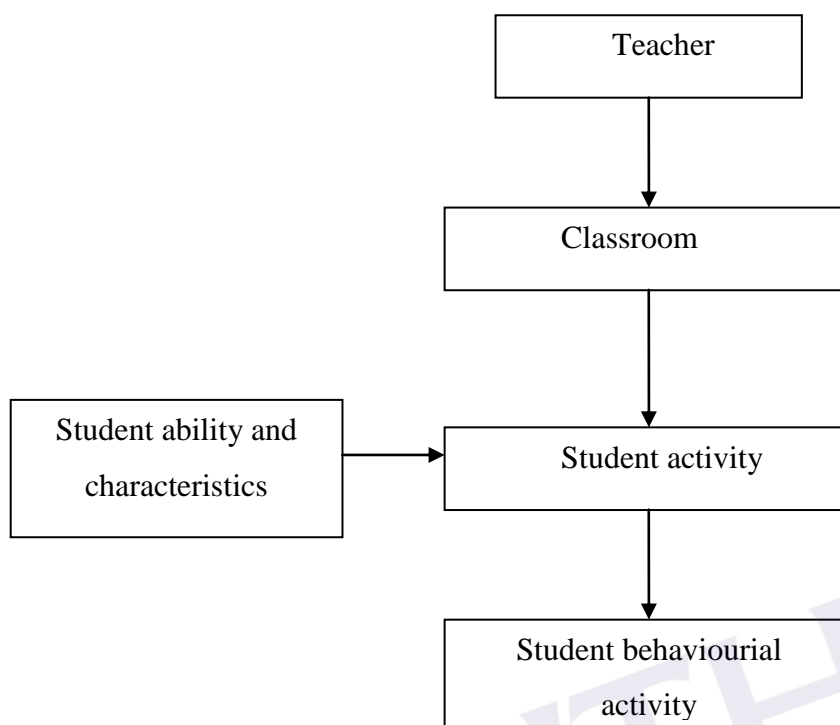 Teacher
Classroom
Student ability and
characteristics
Student activity
Student behaviourial
activity